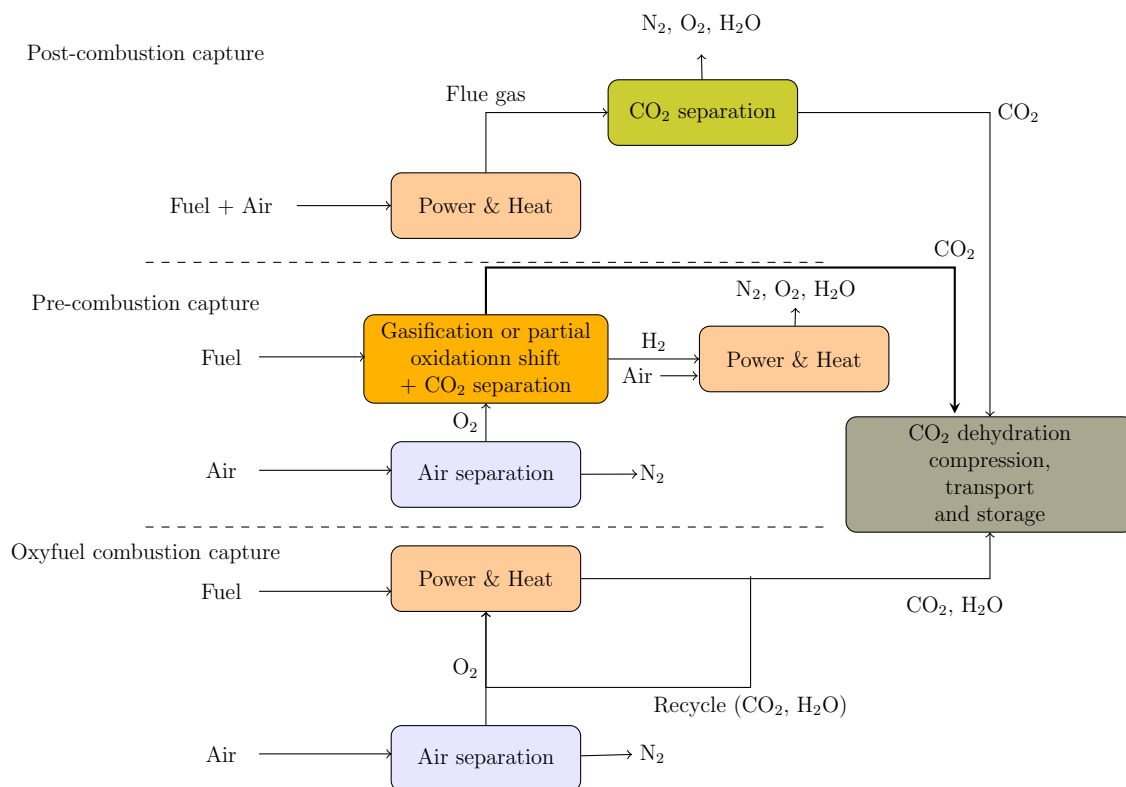 N₂, O₂, H₂O
Post-combustion capture
Flue gas
CO₂ separation
CO₂
Fuel + Air
Power & Heat
CO₂
Pre-combustion capture
N₂, O₂, H₂O
Fuel
Gasification or partial
oxidationn shift
+ CO₂ separation
H₂
Air
Power & Heat
O₂
Air
Air separation
N₂
CO₂ dehydration
compression,
transport
and storage
Oxyfuel combustion capture
Fuel
Power & Heat
CO₂, H₂O
O₂
Recycle (CO₂, H₂O)
Air
Air separation
N₂